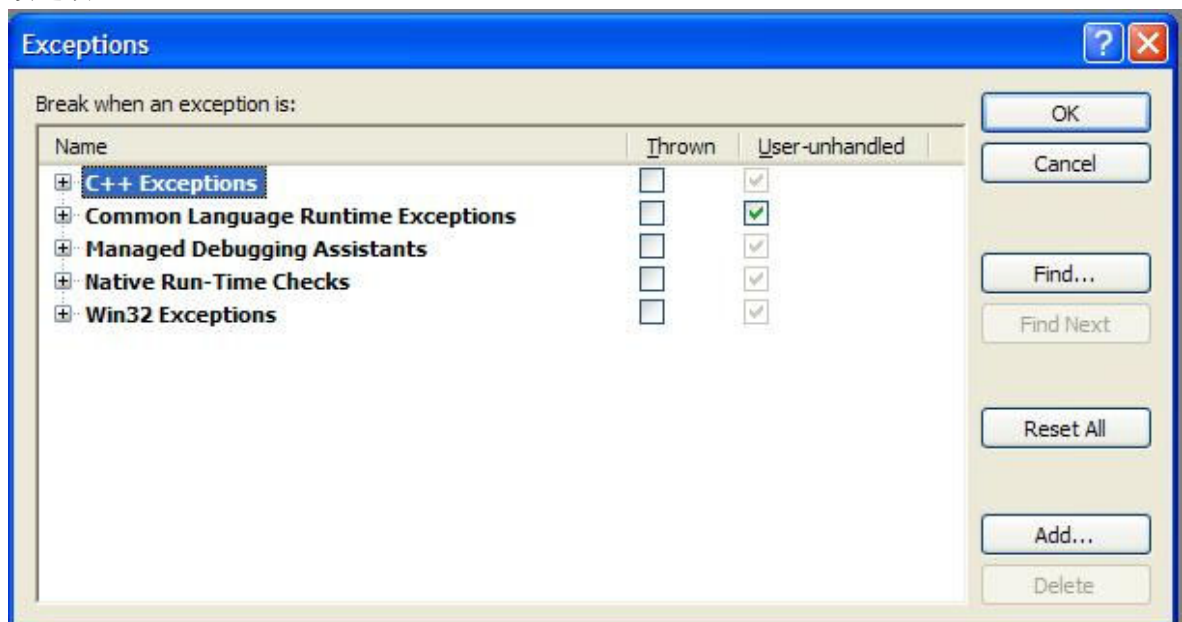 Exceptions
Break when an exception is:
Name Thrown User-unhandled
C++ Exceptions
Common Language Runtime Exceptions
Managed Debugging Assistants
Native Run-Time Checks
Win32 Exceptions
OK
Cancel
Find...
Find Next
Reset All
Add...
Delete